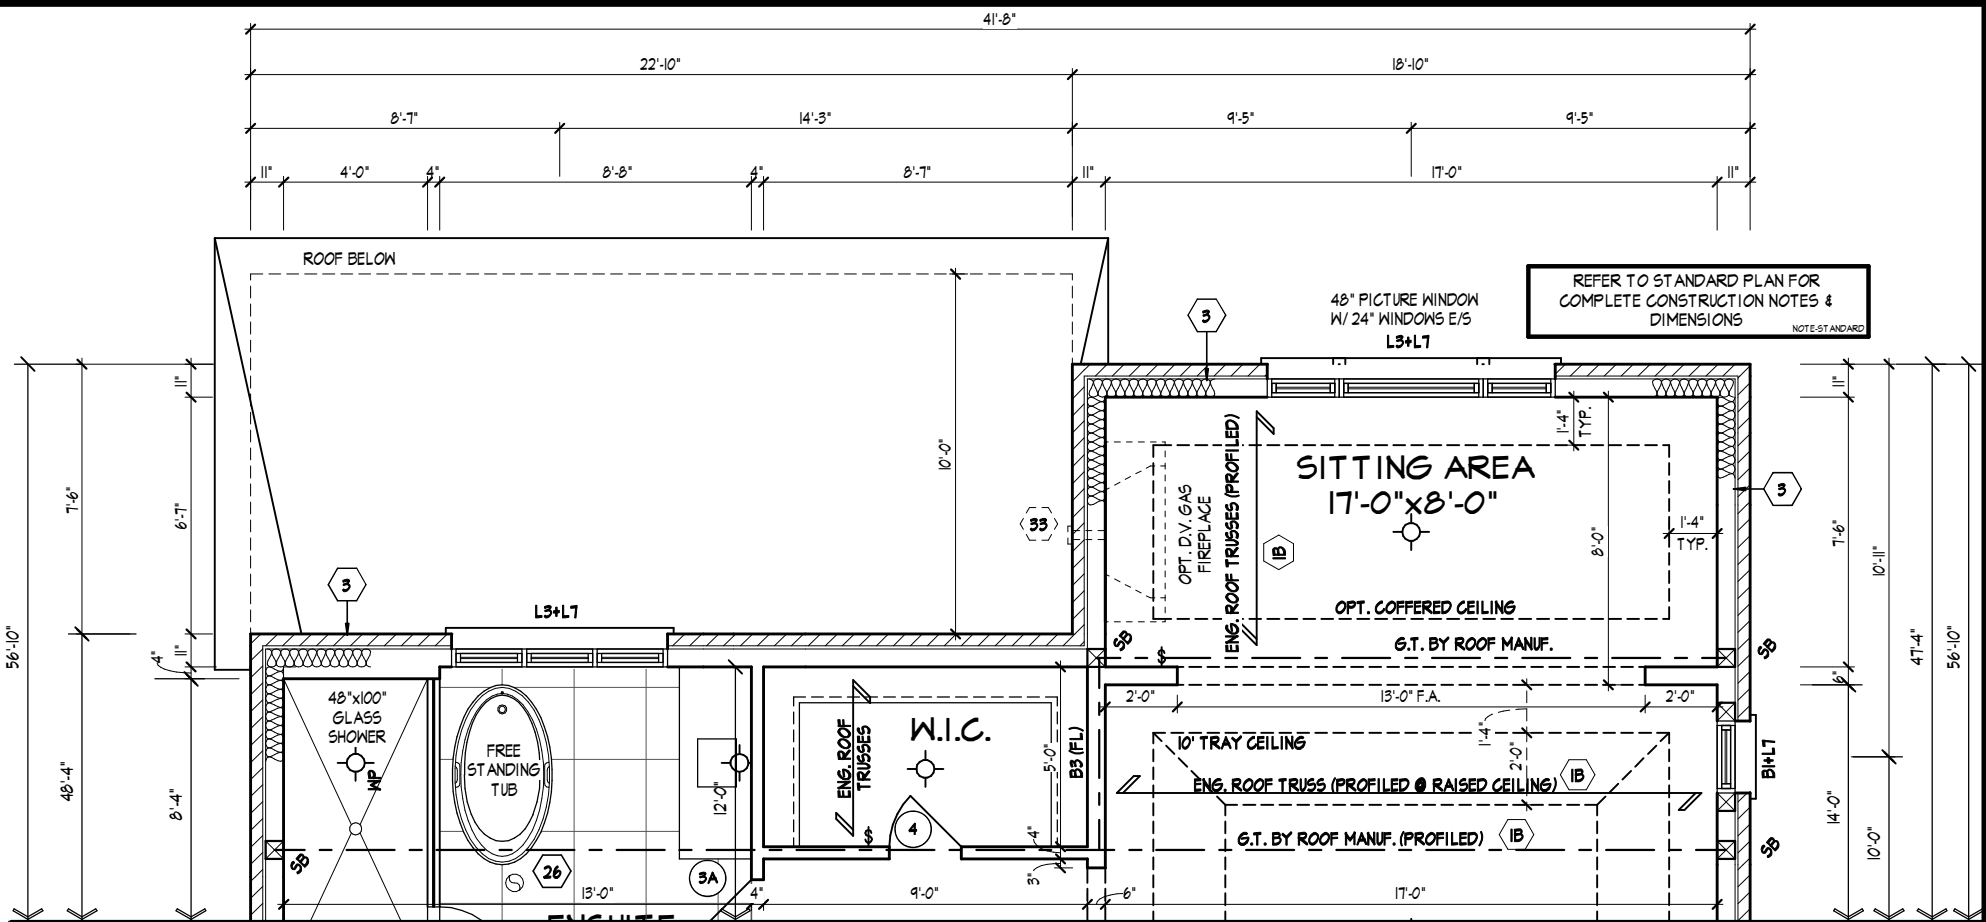 41'-8"
22'-10"
18'-10"
8'-7"
14'-3"
9'-5"
9'-5"
11"
4'-0"
4"
8'-8"
4"
8'-7"
11"
17'-0"
11"
ROOF BELOW
REFER TO STANDARD PLAN FOR
COMPLETE CONSTRUCTION NOTES &
DIMENSIONS
NOTE-STANDARD
48" PICTURE WINDOW
W/ 24" WINDOWS E/S
L3+L7
3
11"
11"
1'-4"
TYP.
10'-0"
SITTING AREA
17'-0"x8'-0"
OPT. D.V. GAS
FIREPLACE
ENG. ROOF TRUSSES (PROFILED)
1B
33
3
7'-6"
6'-7"
8'-0"
1'-4"
TYP.
7'-6"
10'-11"
3
L3+L7
OPT. COFFERED CEILING
G.T. BY ROOF MANUF.
SB
$
SB
56'-10"
47'-4"
56'-10"
4"
11"
6"
48"x100"
GLASS
SHOWER
WP
FREE
STANDING
TUB
12'-0"
ENG. ROOF
TRUSSES
W.I.C.
5'-0"
B3 (FL)
2'-0"
13'-0" F.A.
2'-0"
1'-4"
2'-0"
10' TRAY CEILING
ENG. ROOF TRUSS (PROFILED @ RAISED CEILING)
1B
B1+L7
48'-4"
8'-4"
14'-0"
10'-0"
$
4
4"
3"
G.T. BY ROOF MANUF. (PROFILED)
1B
SB
SB
26
3A
13'-0"
4"
9'-0"
6"
17'-0"
ENSUITE